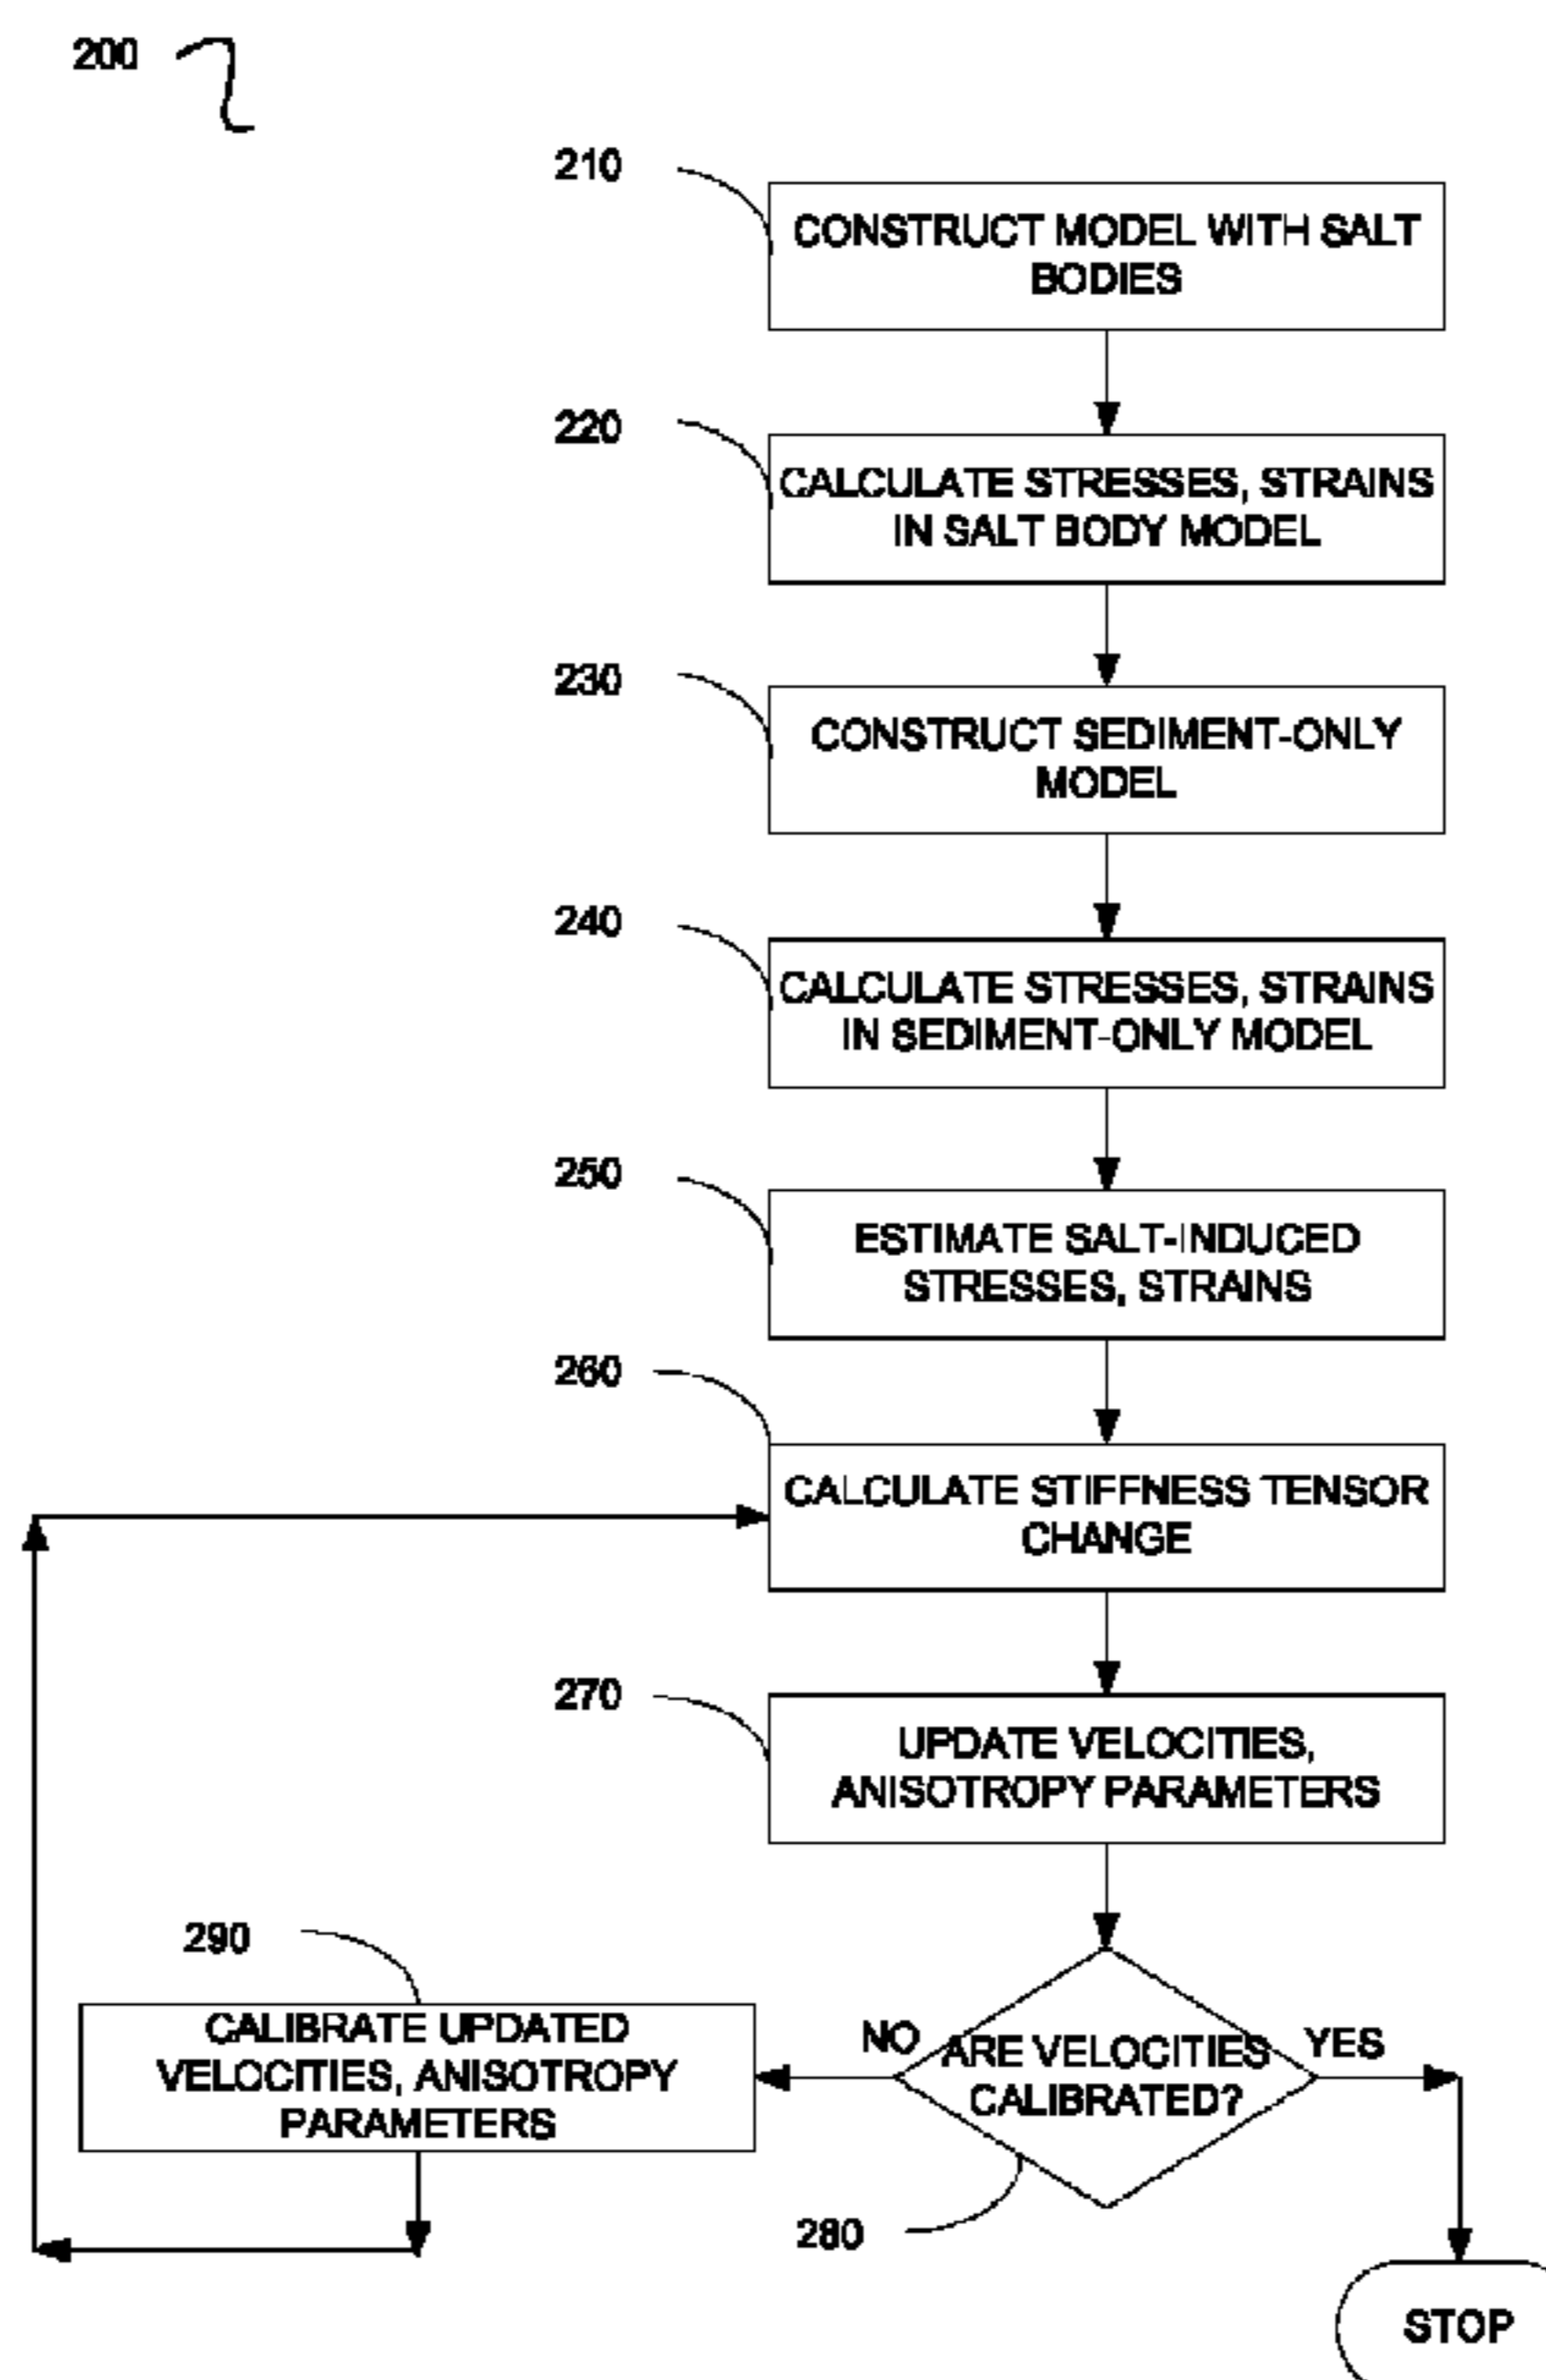 200
210
CONSTRUCT MODEL WITH SALT
BODIES
220
CALCULATE STRESSES, STRAINS
IN SALT BODY MODEL
230
CONSTRUCT SEDIMENT-ONLY
MODEL
240
CALCULATE STRESSES, STRAINS
IN SEDIMENT-ONLY MODEL
250
ESTIMATE SALT-INDUCED
STRESSES, STRAINS
260
CALCULATE STIFFNESS TENSOR
CHANGE
270
UPDATE VELOCITIES,
ANISOTROPY PARAMETERS
290
CALIBRATE UPDATED
VELOCITIES, ANISOTROPY
PARAMETERS
NO
ARE VELOCITIES
CALIBRATED?
YES
280
STOP